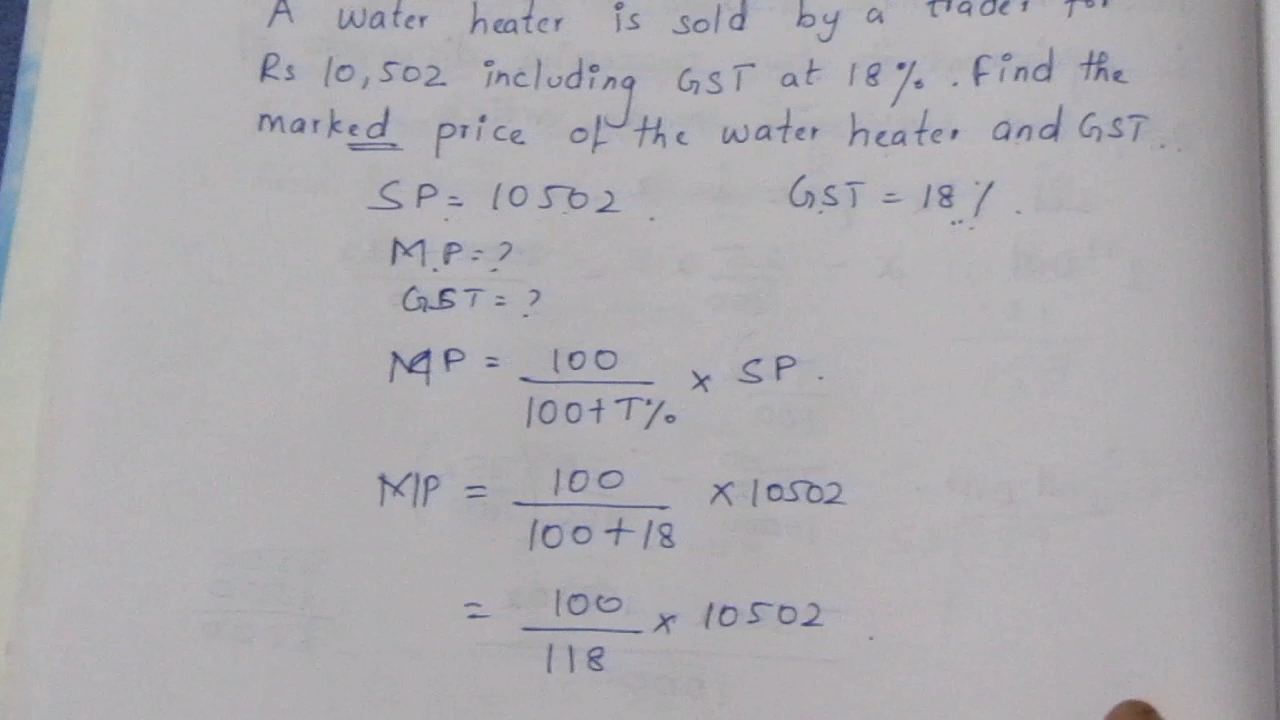 A water heater is sold by a trader for
Rs 10,502 including GST at 18%. Find the
marked price of the water heater and GST.
SP = 10502. GST = 18%.
M.P = ?
GST = ?
MP = 100 / 100+T% × SP.
MP = 100 / 100+18 × 10502
= 100 / 118 × 10502